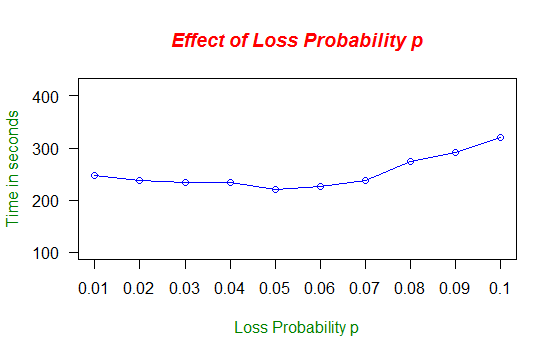 Effect of Loss Probability p
Time in seconds
400
300
200
100
0.01 0.02 0.03 0.04 0.05 0.06 0.07 0.08 0.09 0.1
Loss Probability p